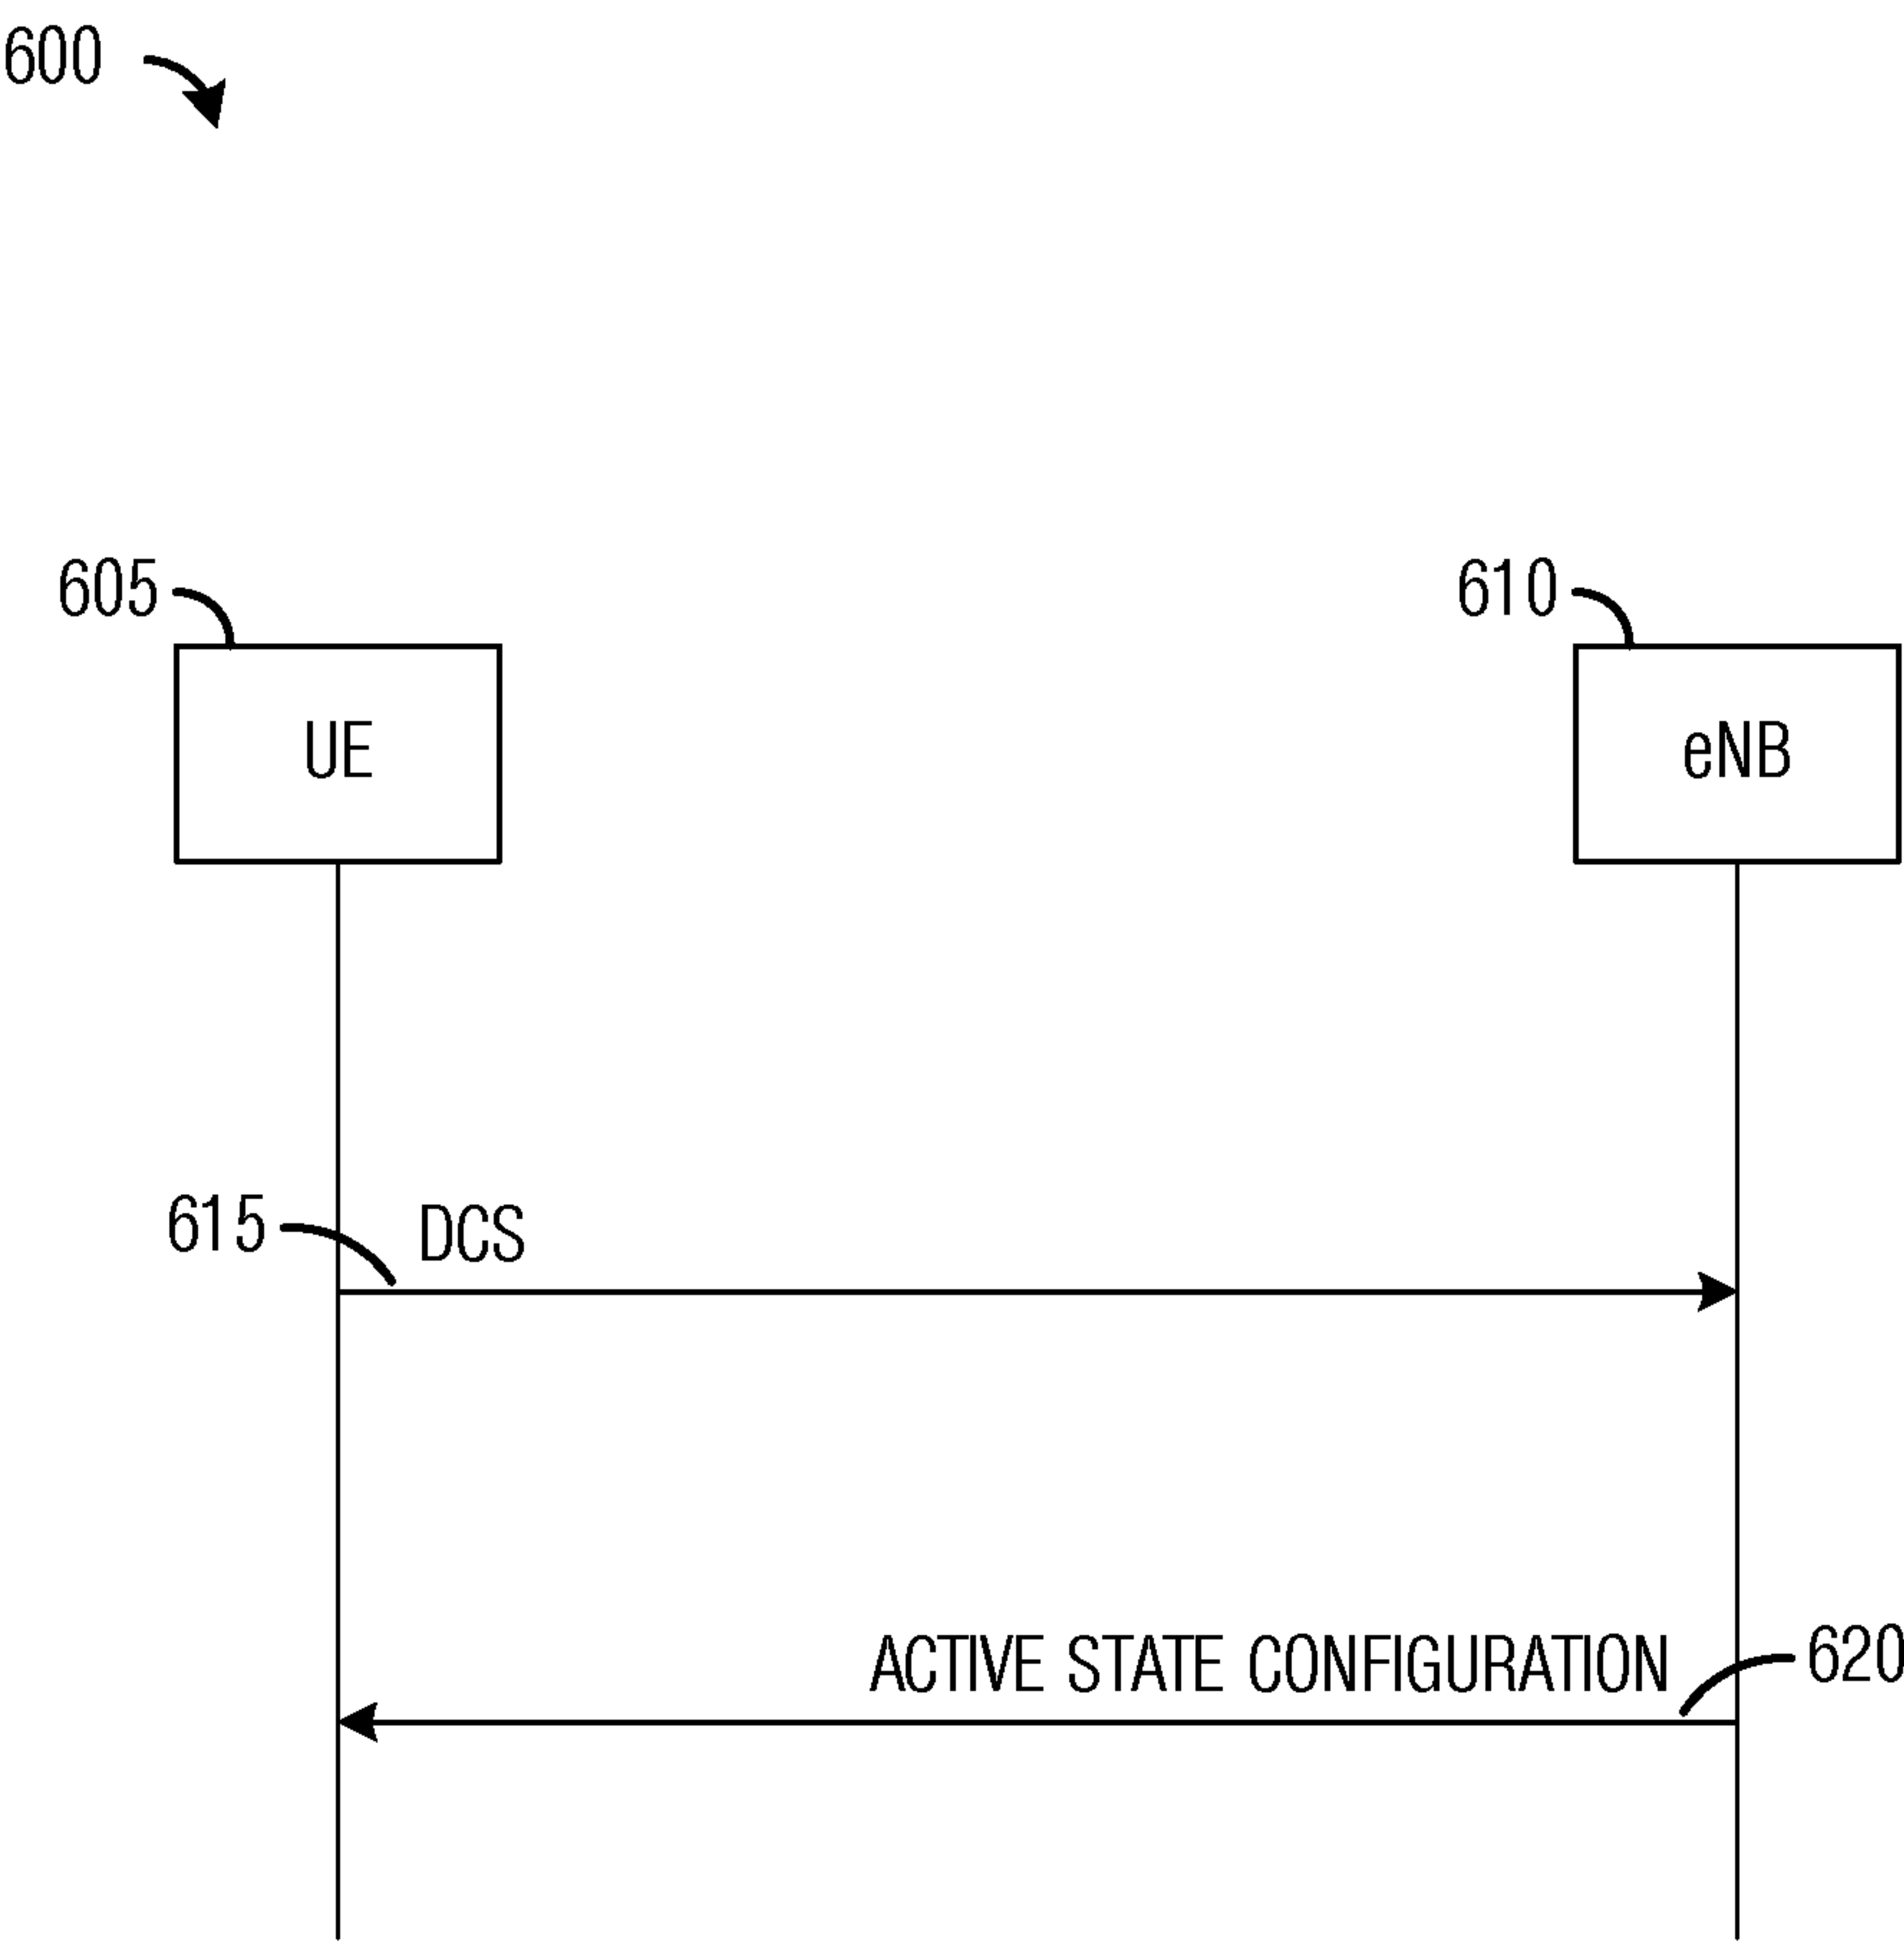 600
605
610
UE
eNB
615
DCS
ACTIVE STATE CONFIGURATION
620